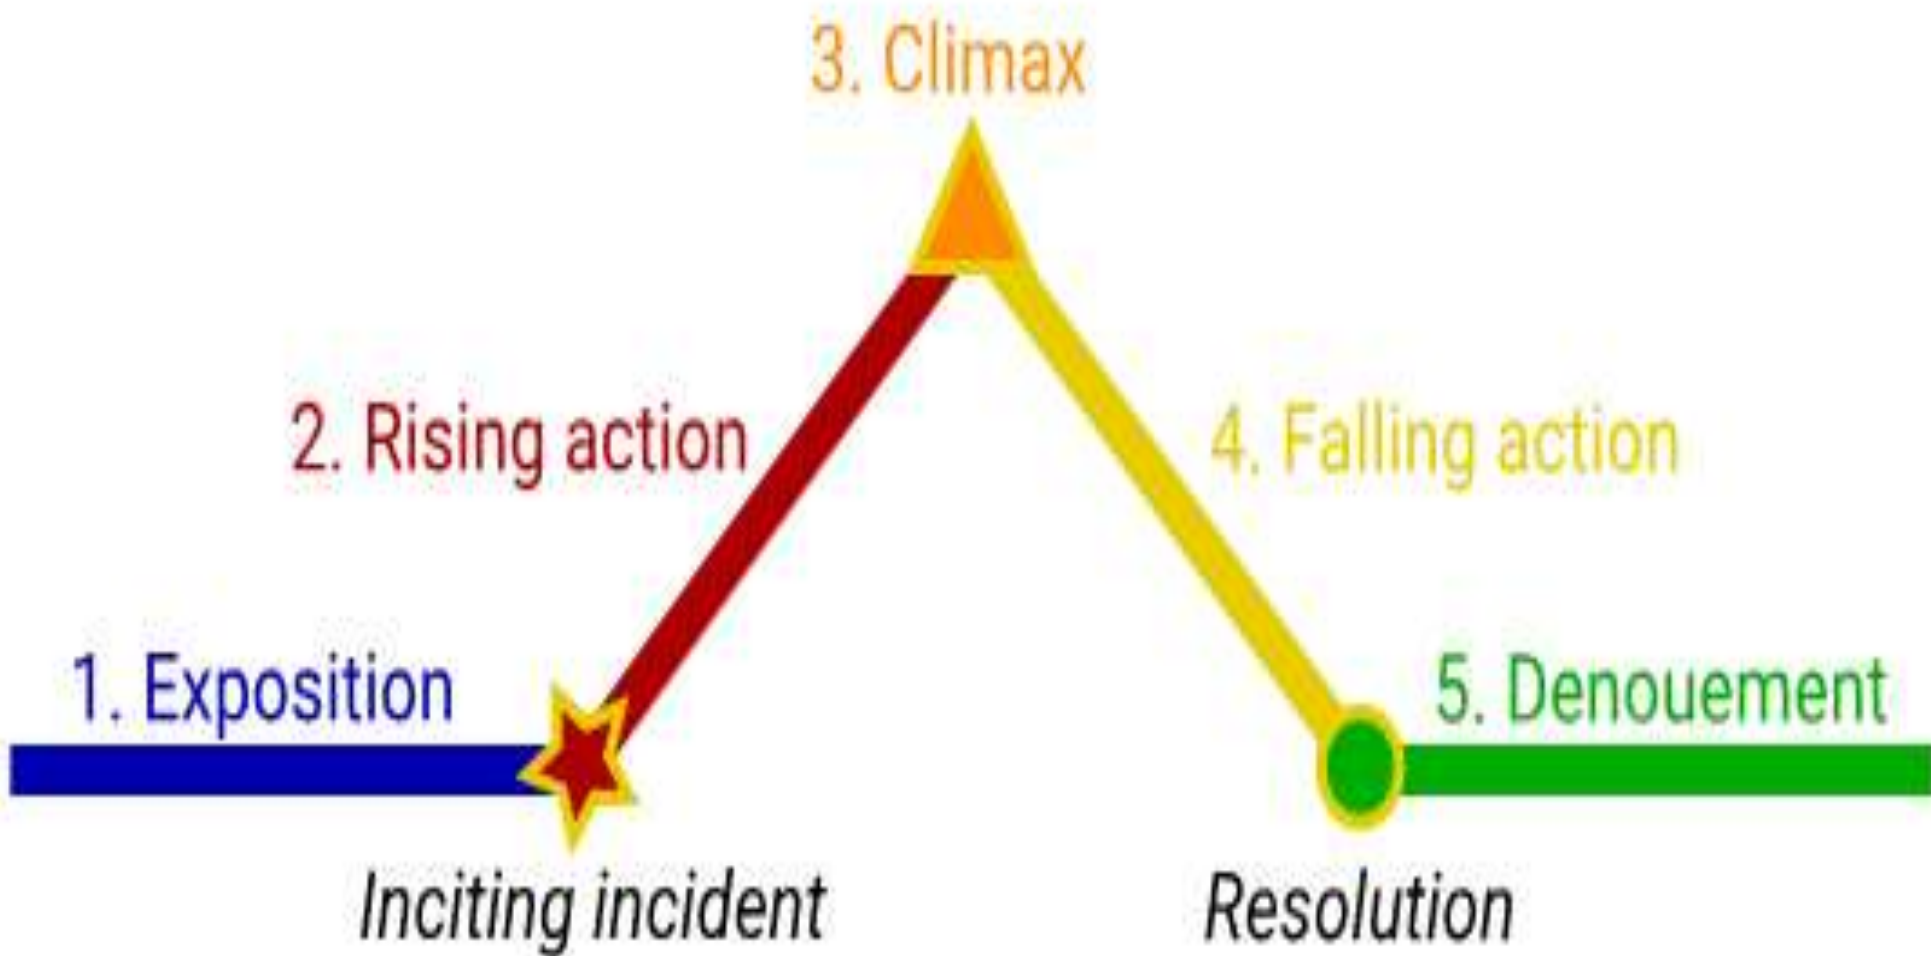 3. Climax
2. Rising action
4. Falling action
1. Exposition
5. Denouement
Inciting incident
Resolution